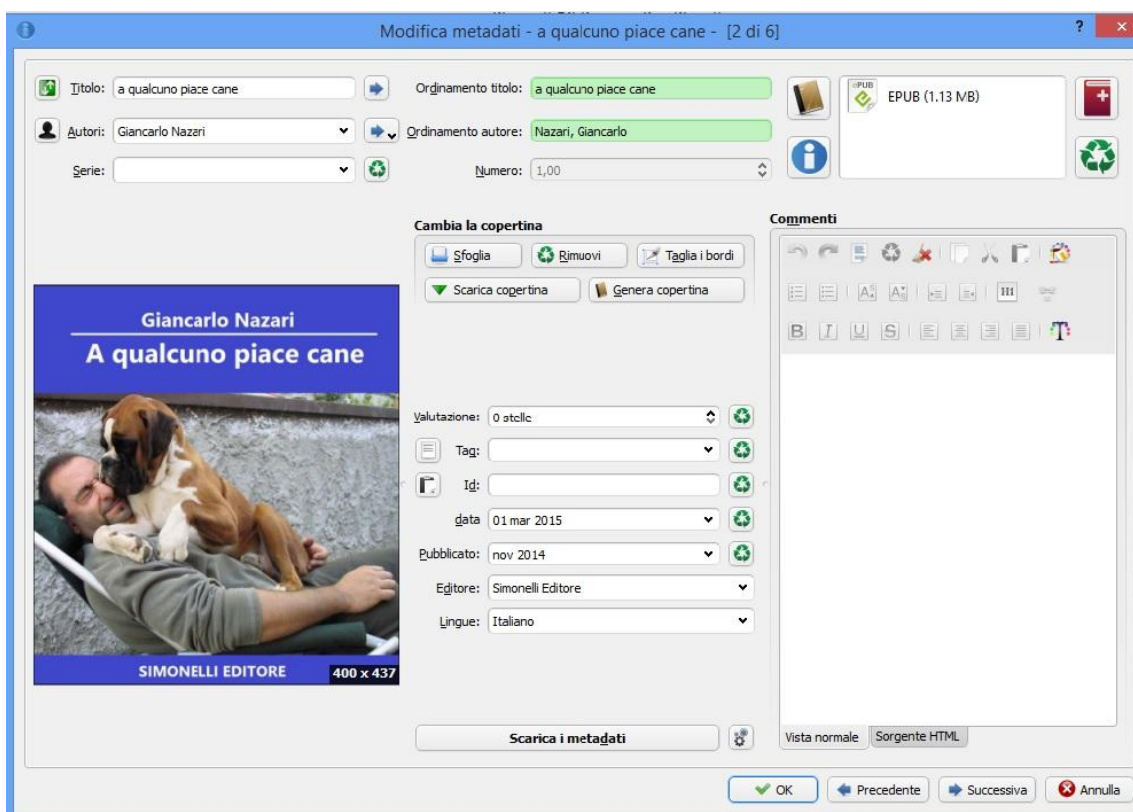 Modifica metadati - a qualcuno piace cane - [2 di 6]
?
Titolo: a qualcuno piace cane
Ordinamento titolo: a qualcuno piace cane
EPUB (1.13 MB)
Autori: Giancarlo Nazari
Ordinamento autore: Nazari, Giancarlo
Serie:
Numero: 1,00
Cambia la copertina
Sfoglia
Rimuovi
Taglia i bordi
Scarica copertina
Genera copertina
Giancarlo Nazari
A qualcuno piace cane
SIMONELLI EDITORE
400 x 437
Valutazione: 0 stelle
Tag:
Id:
data 01 mar 2015
Pubblicato: nov 2014
Editore: Simonelli Editore
Lingue: Italiano
Scarica i metadati
Commenti
B I U S
Vista normale
Sorgente HTML
OK
Precedente
Successiva
Annulla